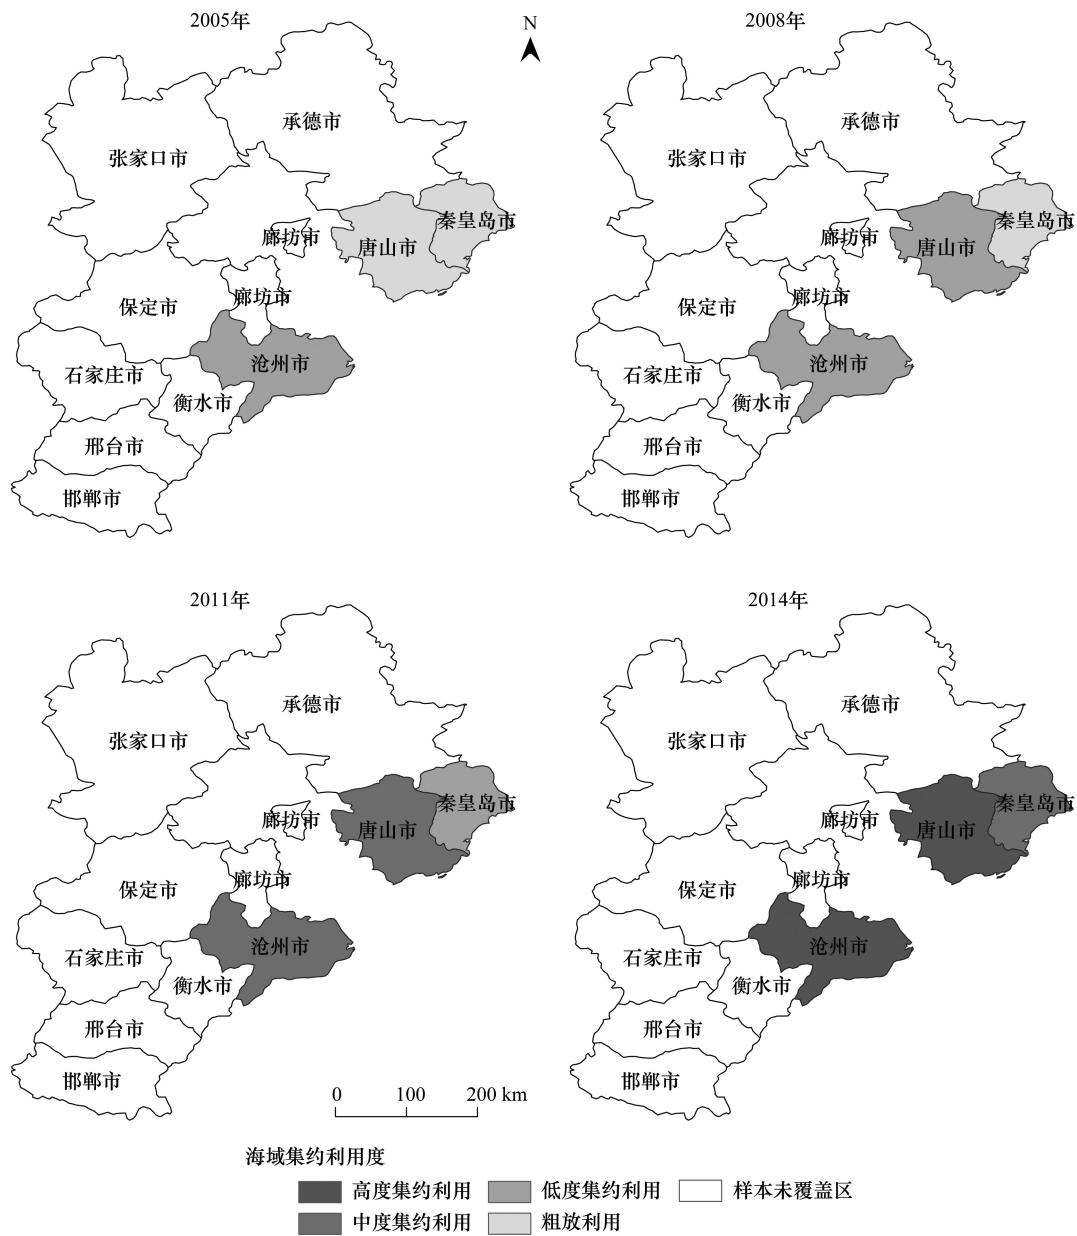 2005年
N
2008年
承德市
张家口市
秦皇岛市
廊坊市
唐山市
廊坊市
保定市
沧州市
石家庄市
衡水市
邢台市
邯郸市
承德市
张家口市
秦皇岛市
廊坊市
唐山市
廊坊市
保定市
沧州市
石家庄市
衡水市
邢台市
邯郸市
2011年
2014年
承德市
张家口市
秦皇岛市
廊坊市
唐山市
廊坊市
保定市
沧州市
石家庄市
衡水市
邢台市
邯郸市
承德市
张家口市
秦皇岛市
廊坊市
唐山市
廊坊市
保定市
沧州市
石家庄市
衡水市
邢台市
邯郸市
0 100 200 km
海域集约利用度
高度集约利用 低度集约利用 样本未覆盖区
中度集约利用 粗放利用